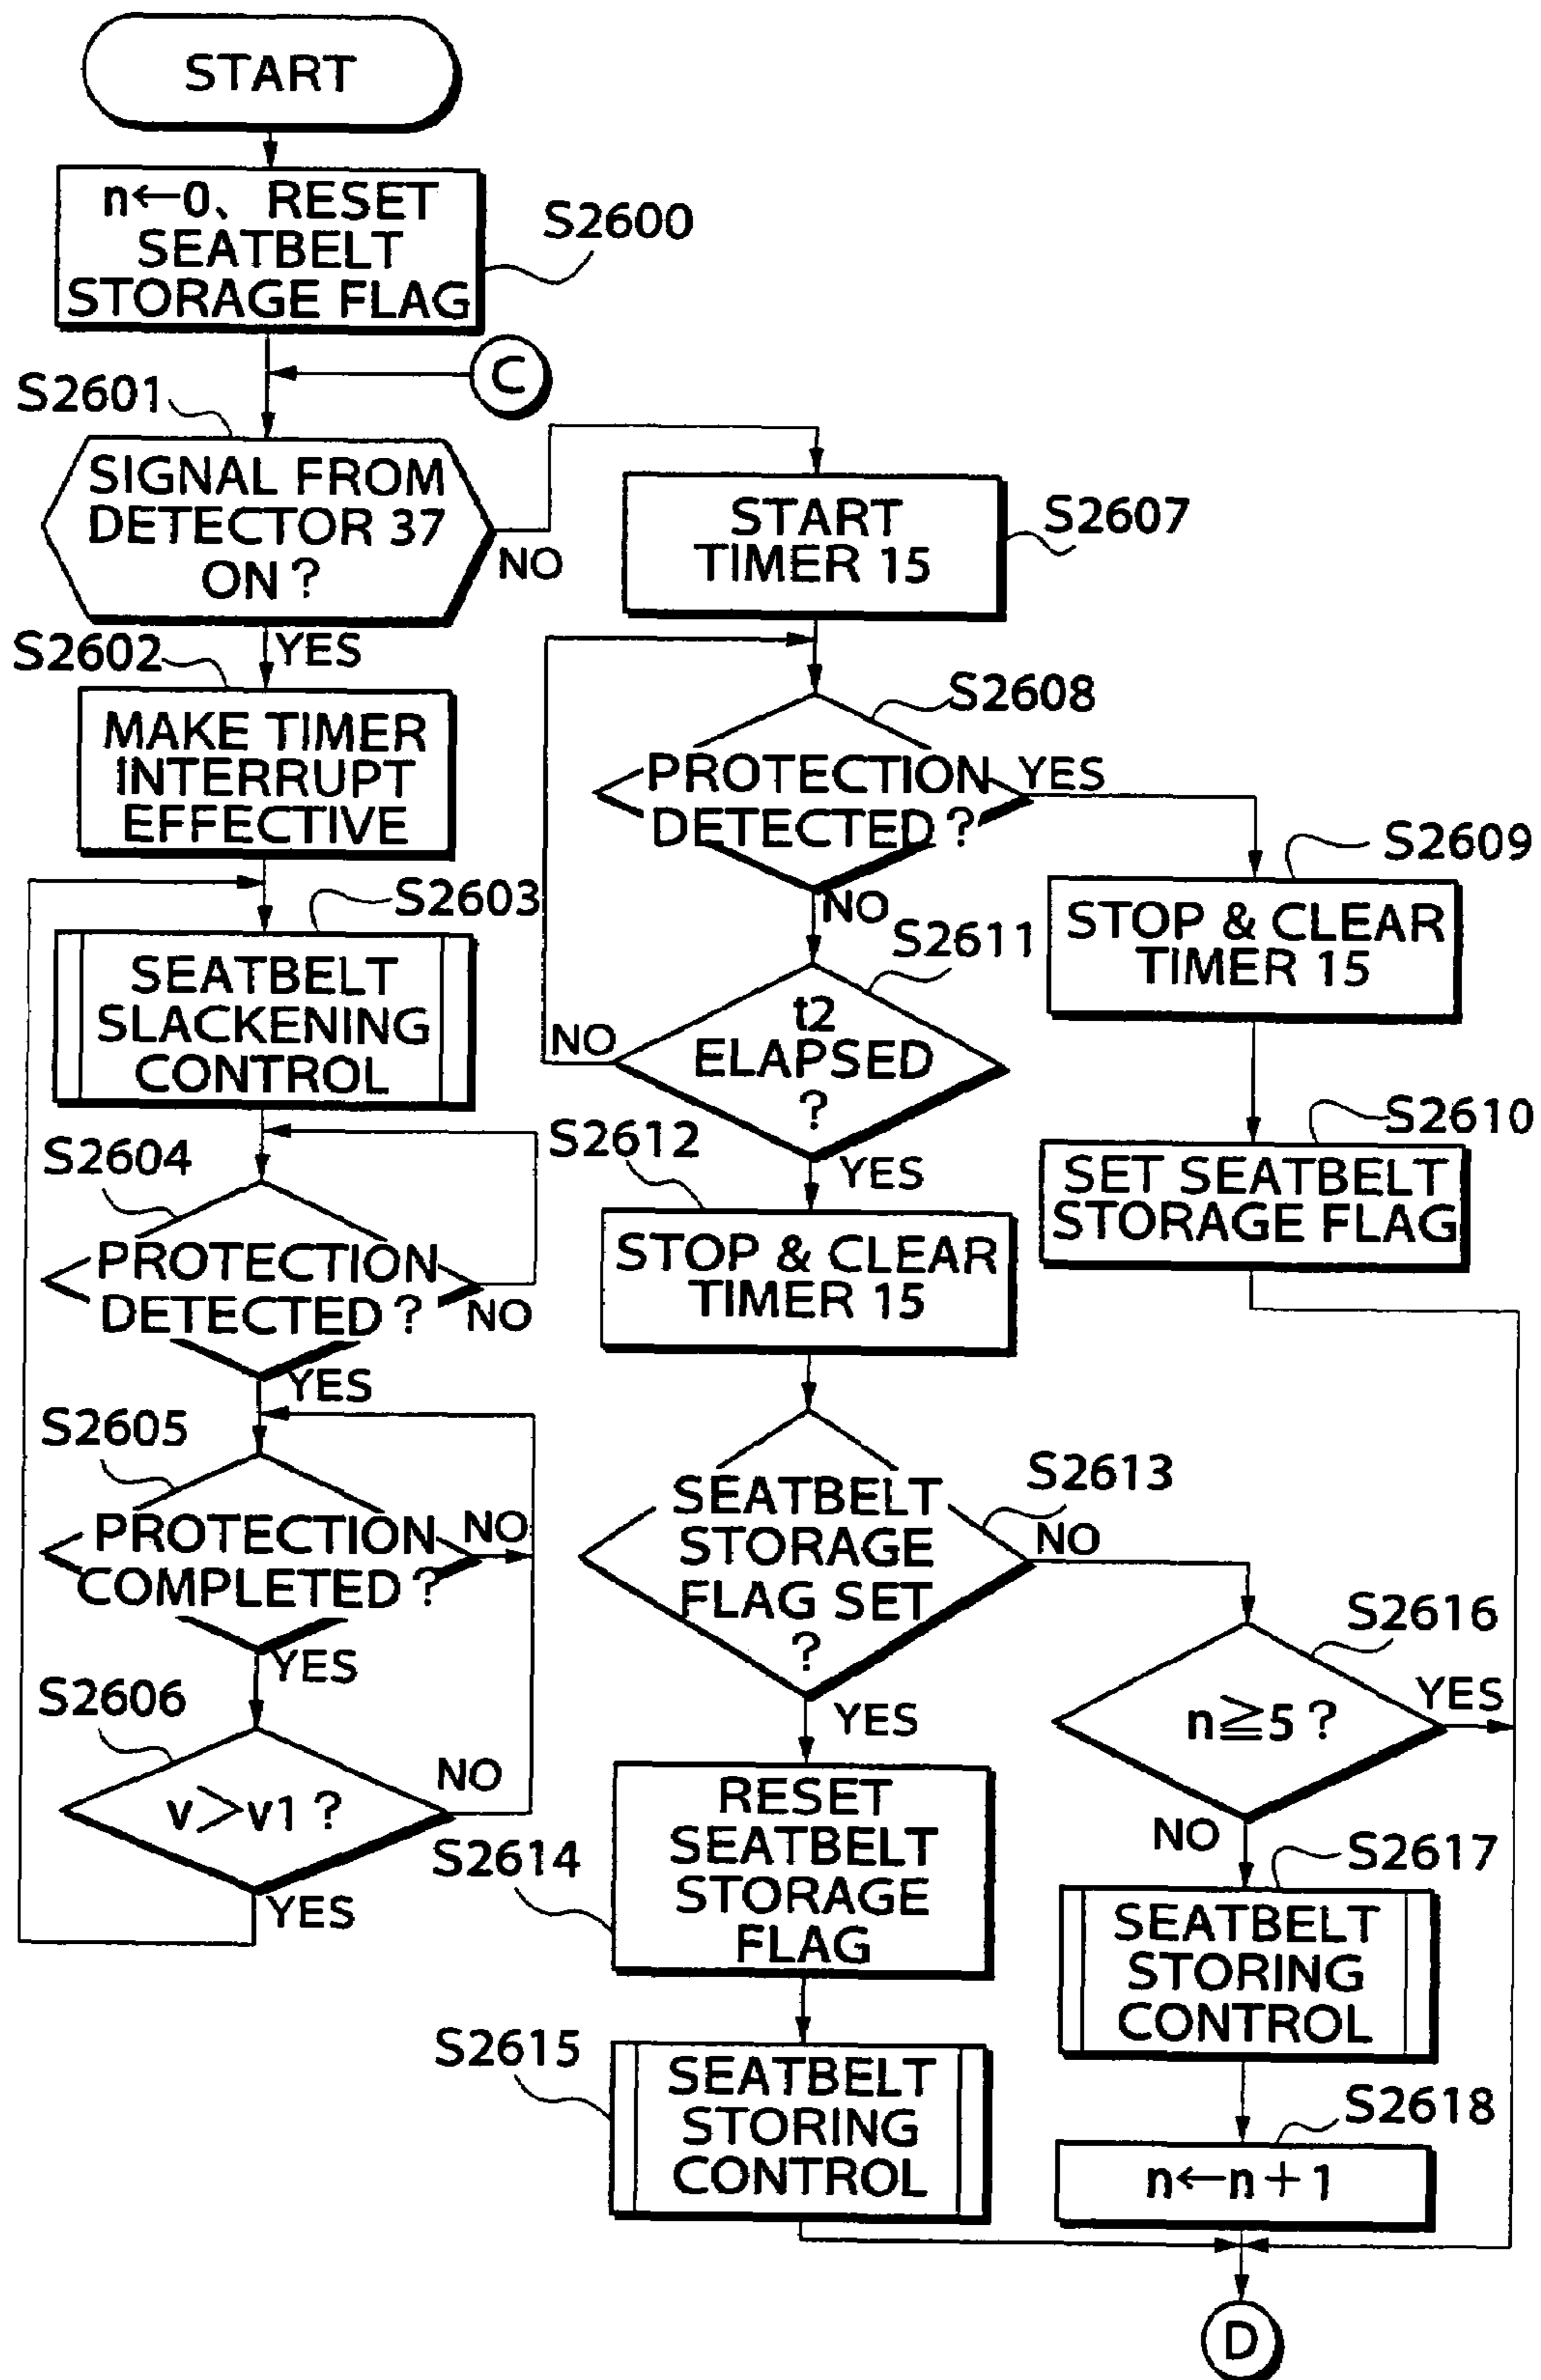 START
n←0、RESET
SEATBELT
STORAGE FLAG
S2600
C
S2601
SIGNAL FROM
DETECTOR 37
ON?
NO
YES
S2602
MAKE TIMER
INTERRUPT
EFFECTIVE
S2603
SEATBELT
SLACKENING
CONTROL
S2604
PROTECTION
DETECTED?
NO
YES
S2605
PROTECTION
COMPLETED?
NO
YES
S2606
v>v1?
NO
YES
START
TIMER 15
S2607
S2608
PROTECTION
DETECTED?
YES
NO
S2609
STOP & CLEAR
TIMER 15
S2610
SET SEATBELT
STORAGE FLAG
S2611
t2
ELAPSED
?
NO
YES
S2612
STOP & CLEAR
TIMER 15
S2613
SEATBELT
STORAGE
FLAG SET
?
NO
YES
S2614
RESET
SEATBELT
STORAGE
FLAG
S2615
SEATBELT
STORING
CONTROL
S2616
n≧5?
YES
NO
S2617
SEATBELT
STORING
CONTROL
S2618
n←n+1
D